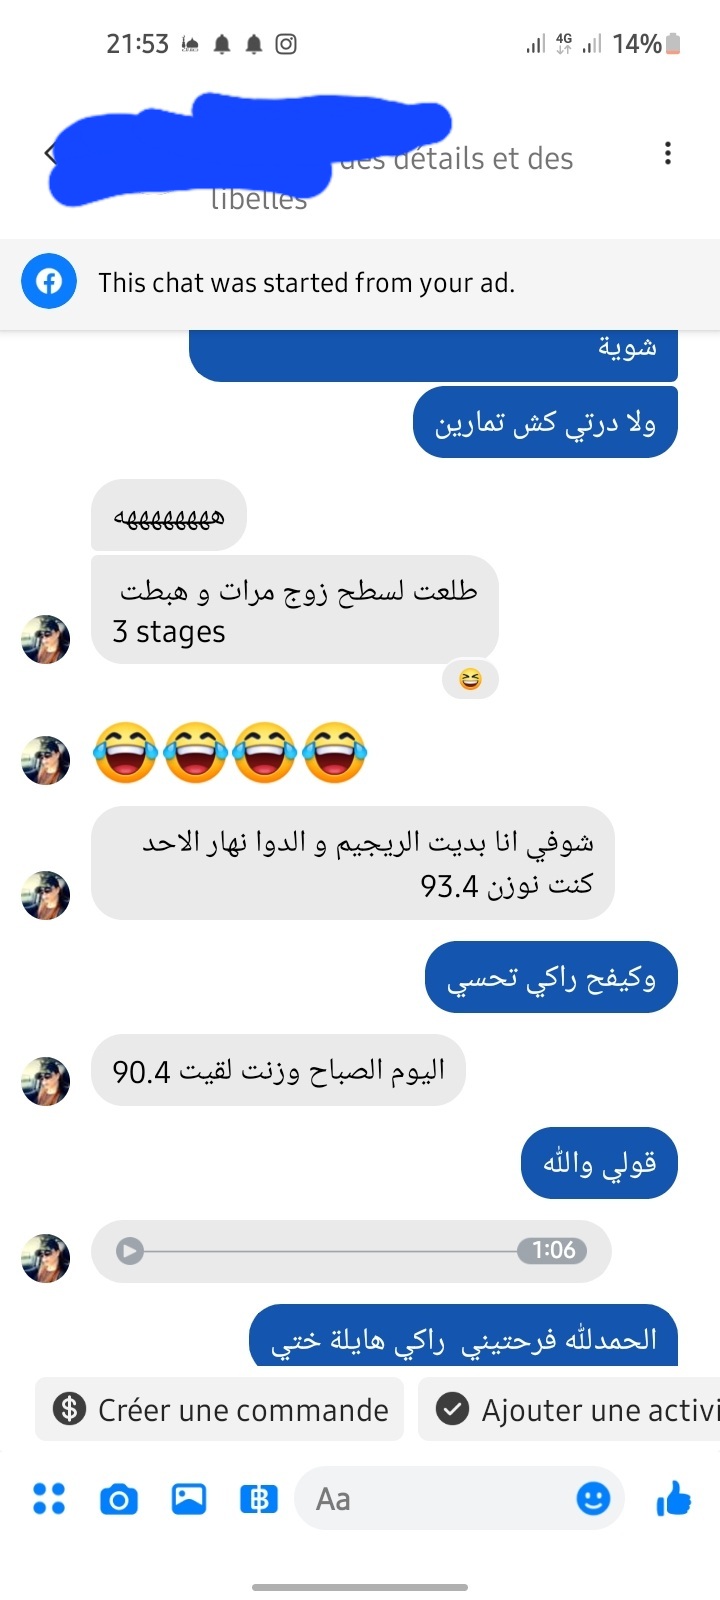 21:53
4G
14%
des détails et des
libellés
This chat was started from your ad.
شوية
ولا درتي كش تمارين
ههههههههه
طلعت لسطح زوج مرات و هبطت
3 stages
شوفي انا بديت الريجيم و الدوا نهار الاحد
كنت نوزن 93.4
وكيفح راكي تحسي
اليوم الصباح وزنت لقيت 90.4
قولي والله
1:06
الحمدلله فرحتيني راكي هايلة ختي
Créer une commande
Ajouter une activi
Aa